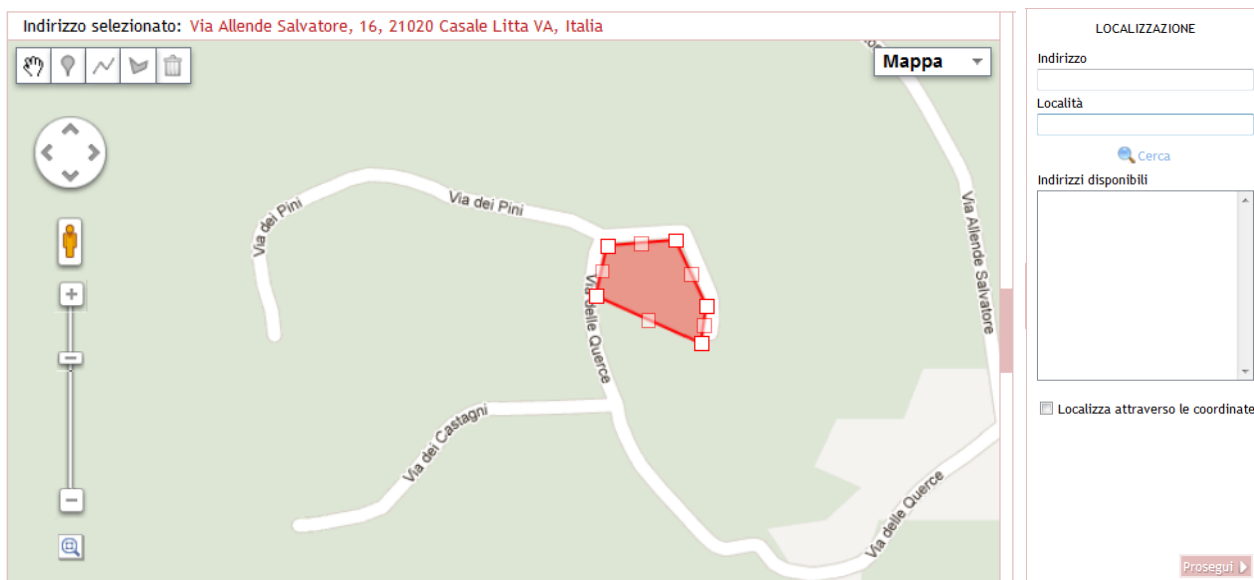 Indirizzo selezionato: Via Allende Salvatore, 16, 21020 Casale Litta VA, Italia
Mappa
Via dei Pini
Via dei Pini
Via Allende Salvatore
Via delle Querce
Via dei Castagni
Via delle Querce
LOCALIZZAZIONE
Indirizzo
Località
Cerca
Indirizzi disponibili
Localizza attraverso le coordinate
Prosegui